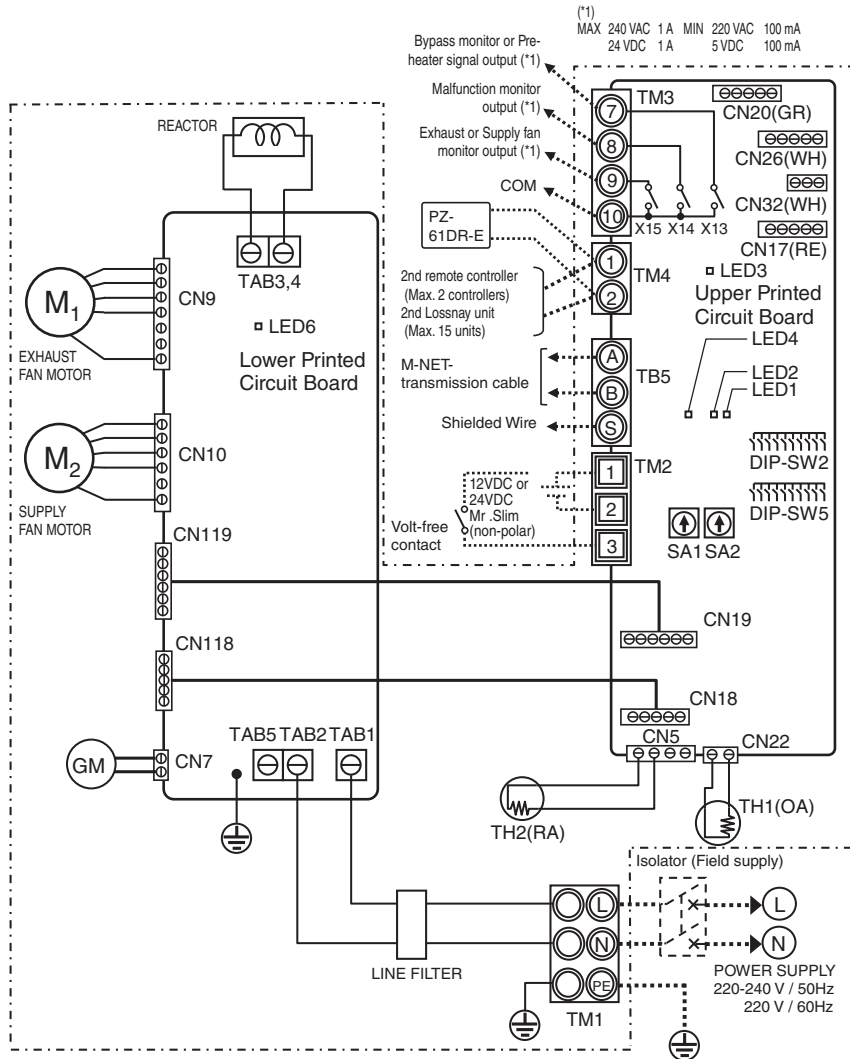 (*1)
MAX 240 VAC 1 A MIN 220 VAC 100 mA
24 VDC 1 A 5 VDC 100 mA
Bypass monitor or Pre-
heater signal output (*1)
Malfunction monitor
output (*1)
Exhaust or Supply fan
monitor output (*1)
COM
PZ-
61DR-E
2nd remote controller
(Max. 2 controllers)
2nd Lossnay unit
(Max. 15 units)
M-NET-
transmission cable
Shielded Wire
12VDC or
24VDC
Mr .Slim
(non-polar)
Volt-free
contact
7
8
9
10
TM3
X15 X14 X13
1
2
TM4
A
B
S
TB5
1
2
3
TM2
CN20(GR)
CN26(WH)
CN32(WH)
CN17(RE)
LED3
Upper Printed
Circuit Board
LED4
LED2
LED1
DIP-SW2
DIP-SW5
SA1 SA2
CN19
CN18
CN5
CN22
TH2(RA)
TH1(OA)
REACTOR
TAB3,4
CN9
M1
EXHAUST
FAN MOTOR
LED6
Lower Printed
Circuit Board
CN10
M2
SUPPLY
FAN MOTOR
CN119
CN118
GM
CN7
TAB5 TAB2 TAB1
LINE FILTER
L
N
PE
TM1
Isolator (Field supply)
L
N
POWER SUPPLY
220-240 V / 50Hz
220 V / 60Hz